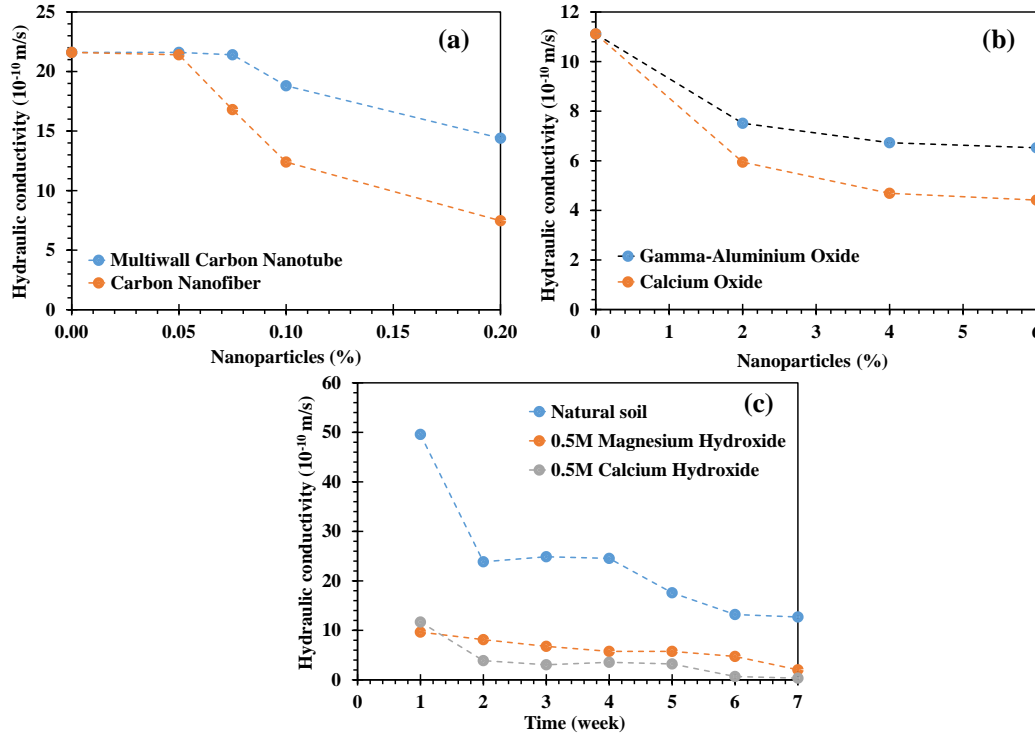 (a)
Hydraulic conductivity (10⁻¹⁰ m/s)
25
20
15
10
5
0
Multiwall Carbon Nanotube
Carbon Nanofiber
0.00 0.05 0.10 0.15 0.20
Nanoparticles (%)
(b)
Hydraulic conductivity (10⁻¹⁰ m/s)
12
10
8
6
4
2
0
Gamma-Aluminium Oxide
Calcium Oxide
0 1 2 3 4 5 6
Nanoparticles (%)
(c)
Hydraulic conductivity (10⁻¹⁰ m/s)
60
50
40
30
20
10
0
Natural soil
0.5M Magnesium Hydroxide
0.5M Calcium Hydroxide
0 1 2 3 4 5 6 7
Time (week)